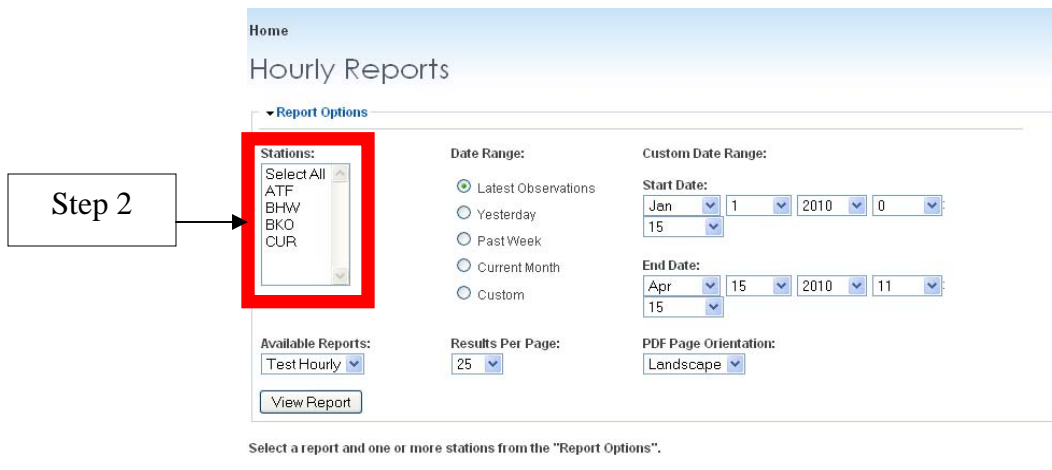 Home
Hourly Reports
Report Options
Step 2
Stations:
Select All
ATF
BHW
BKO
CUR
Date Range:
Latest Observations
Yesterday
Past Week
Current Month
Custom
Custom Date Range:
Start Date:
Jan 1 2010 0 :
15
End Date:
Apr 15 2010 11 :
15
Available Reports:
Test Hourly
Results Per Page:
25
PDF Page Orientation:
Landscape
View Report
Select a report and one or more stations from the "Report Options".